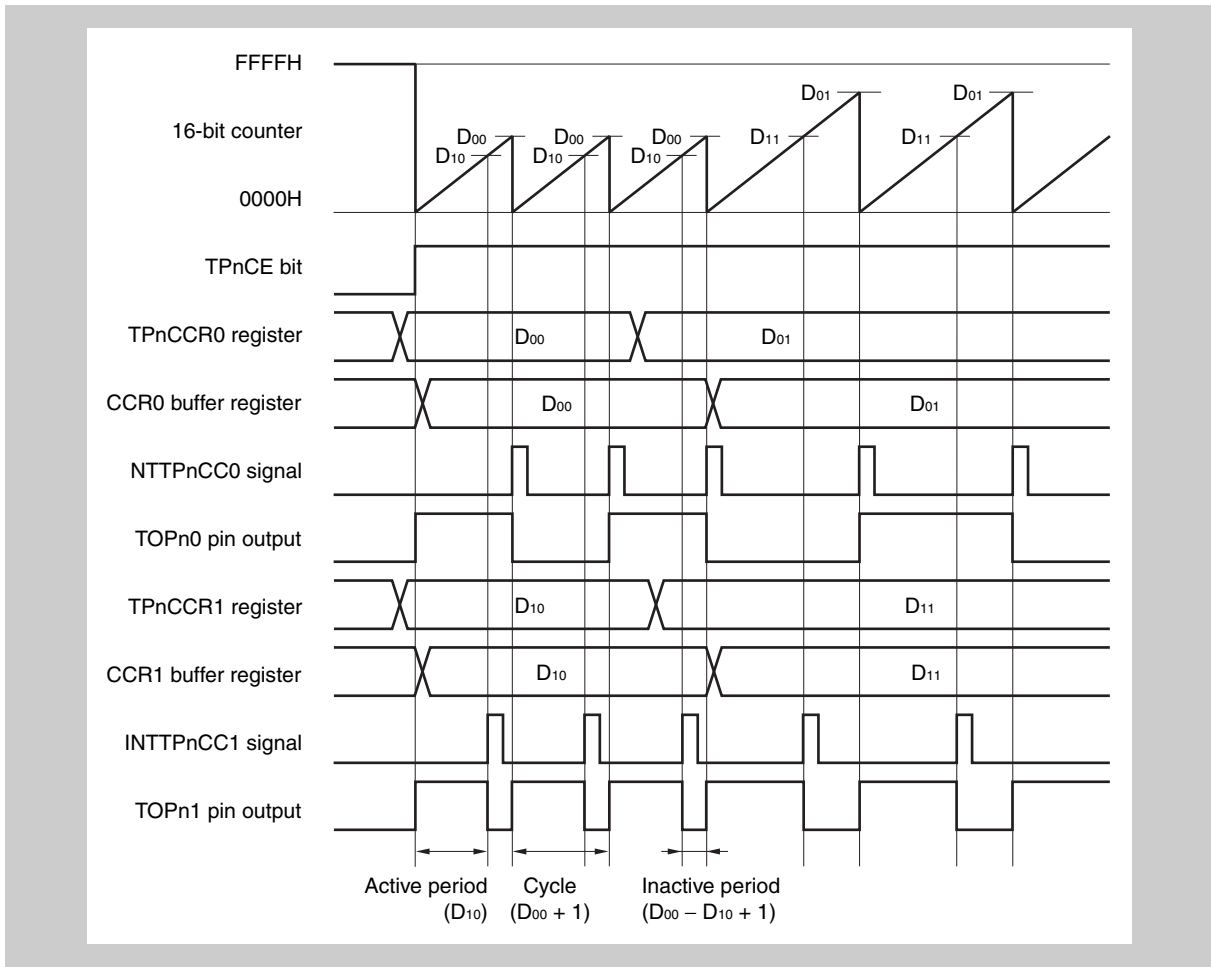 FFFFH
D01 D01
16-bit counter D00 D00 D00 D11 D11
D10 D10 D10
0000H
TPnCE bit
TPnCCR0 register D00 D01
CCR0 buffer register D00 D01
NTTPnCC0 signal
TOPn0 pin output
TPnCCR1 register D10 D11
CCR1 buffer register D10 D11
INTTPnCC1 signal
TOPn1 pin output
Active period Cycle Inactive period
(D10) (D00 + 1) (D00 − D10 + 1)